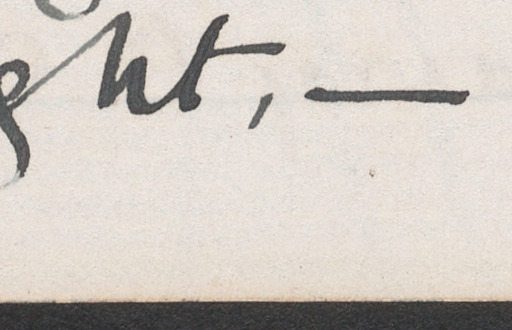 ght, —